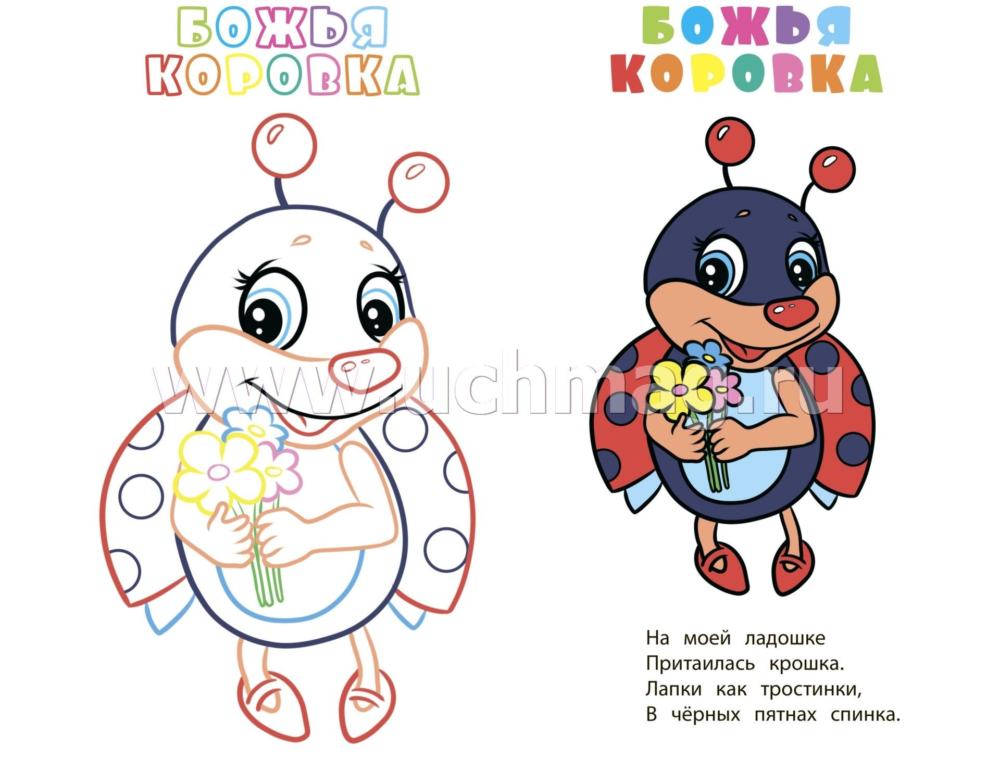 БОЖЬЯ
КОРОВКА
БОЖЬЯ
КОРОВКА
www.uchmag.ru
На моей ладошке
Притаилась крошка.
Лапки как тростинки,
В чёрных пятнах спинка.